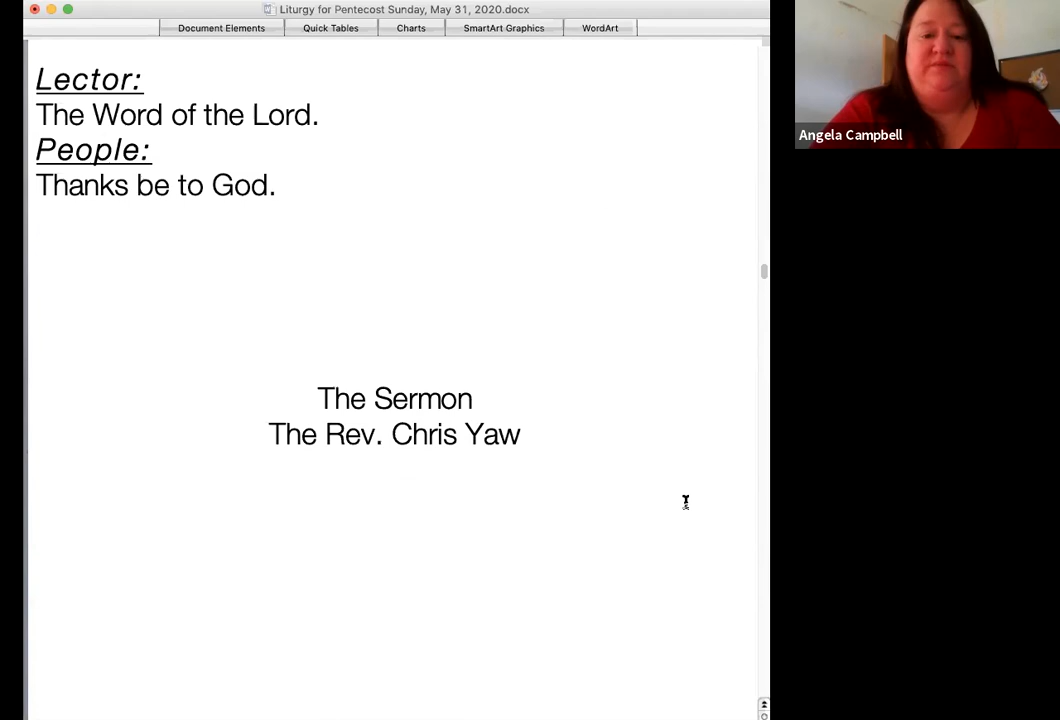 Liturgy for Pentecost Sunday, May 31, 2020.docx
Document Elements
Quick Tables
Charts
SmartArt Graphics
WordArt
Lector:
The Word of the Lord.
People:
Thanks be to God.
The Sermon
The Rev. Chris Yaw
Angela Campbell